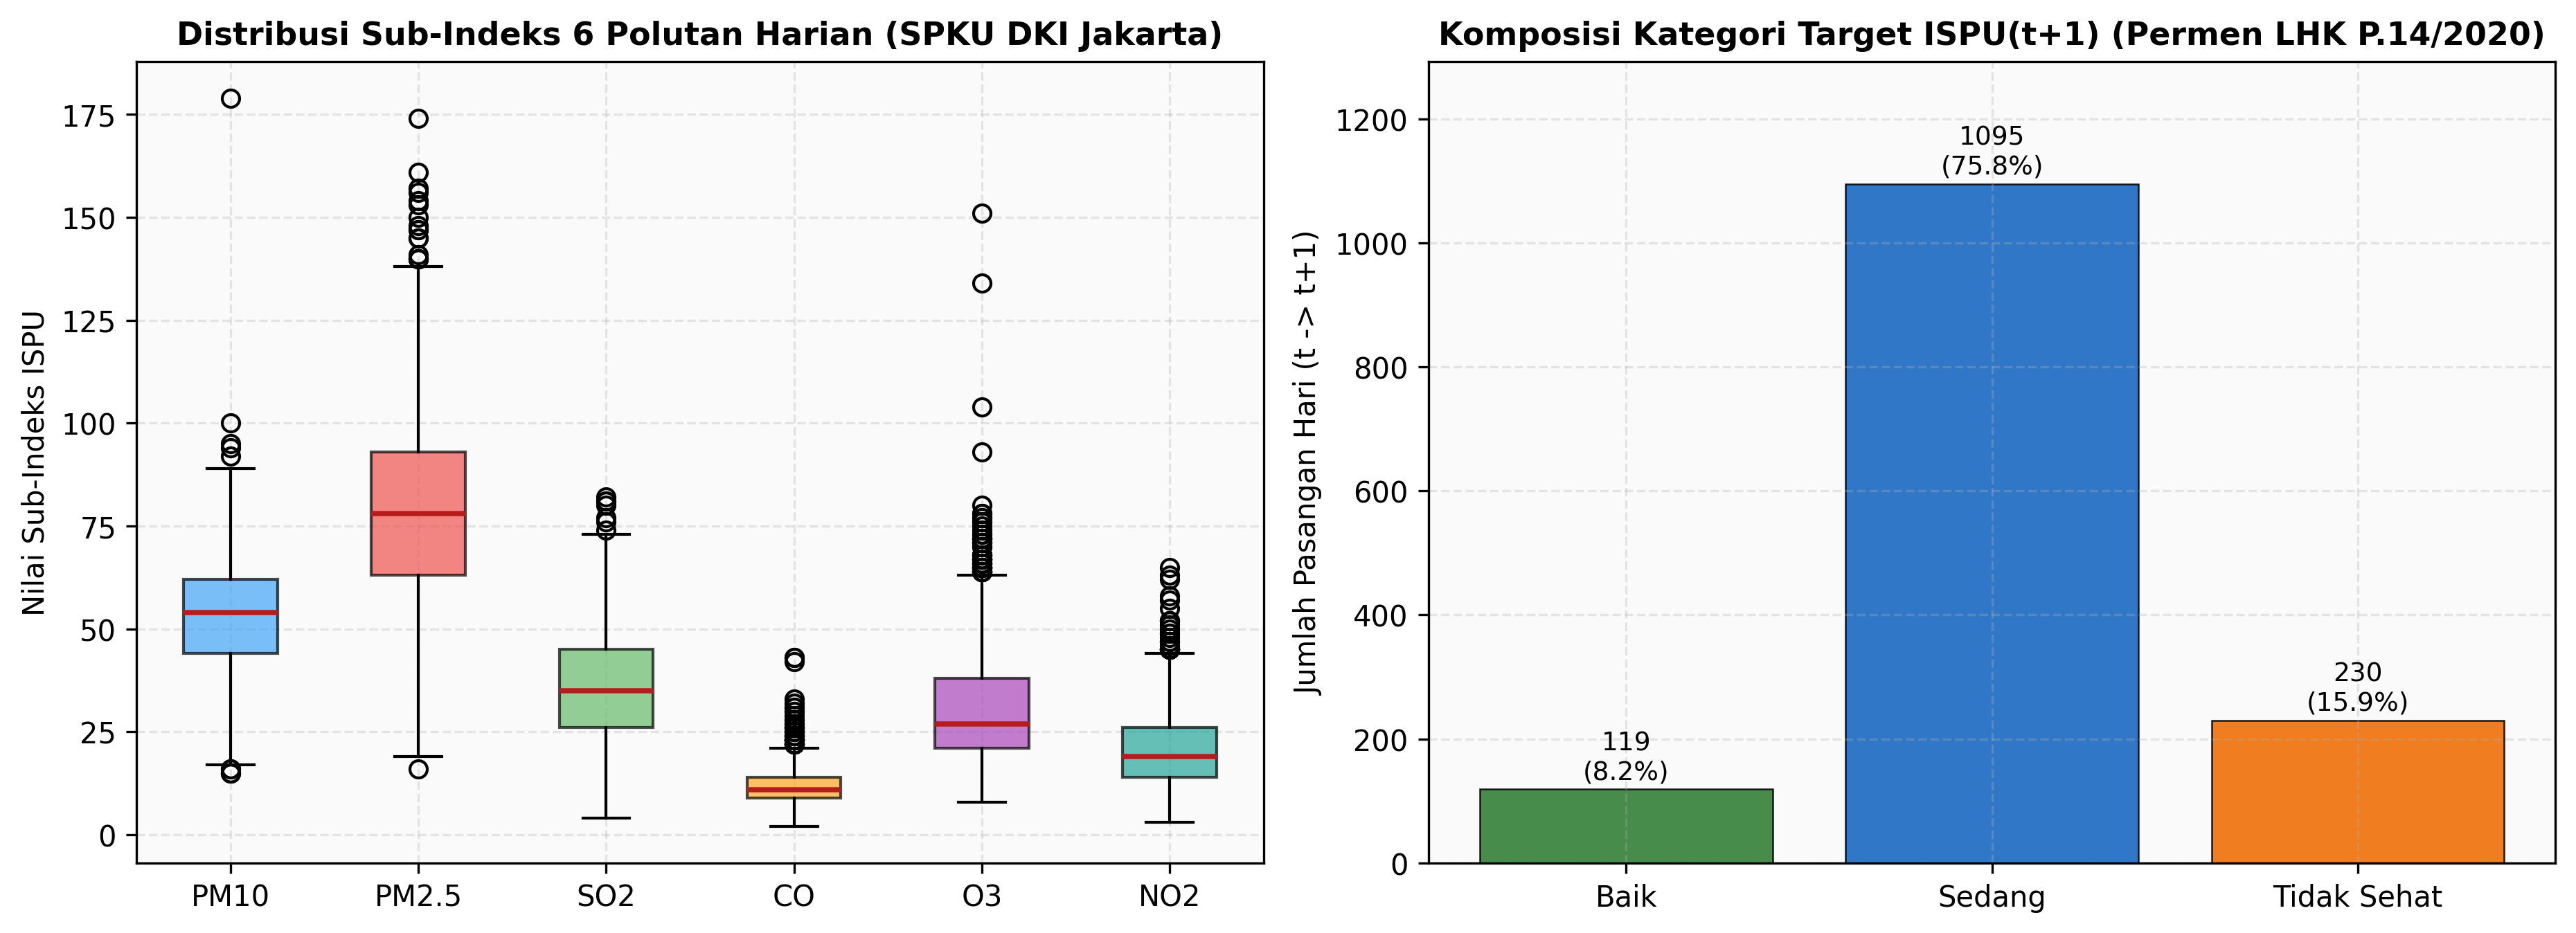 Distribusi Sub-Indeks 6 Polutan Harian (SPKU DKI Jakarta)
Nilai Sub-Indeks ISPU
175
150
125
100
75
50
25
0
PM10
PM2.5
SO2
CO
O3
NO2
Komposisi Kategori Target ISPU(t+1) (Permen LHK P.14/2020)
Jumlah Pasangan Hari (t -> t+1)
1200
1000
800
600
400
200
0
119
(8.2%)
1095
(75.8%)
230
(15.9%)
Baik
Sedang
Tidak Sehat